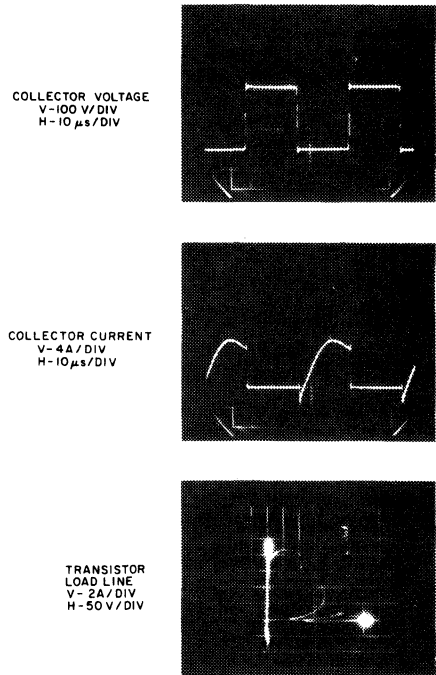 COLLECTOR VOLTAGE
V-100 V/DIV
H-10 µs/DIV
COLLECTOR CURRENT
V-4A/DIV
H-10µs/DIV
TRANSISTOR
LOAD LINE
V-2A/DIV
H-50V/DIV